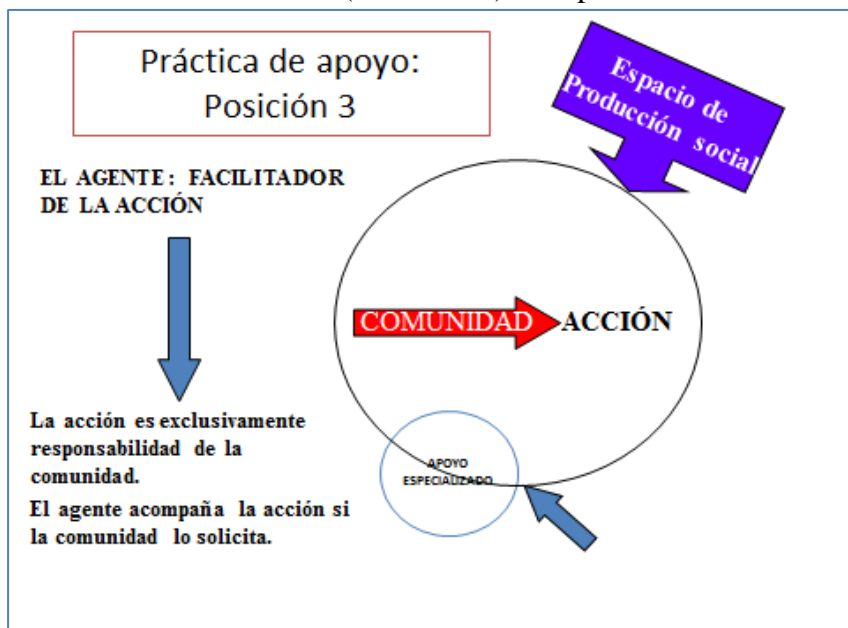 Práctica de apoyo:
Posición 3
Espacio de
Producción social
EL AGENTE: FACILITADOR
DE LA ACCIÓN
COMUNIDAD ACCIÓN
La acción es exclusivamente
responsabilidad de la
comunidad.
El agente acompaña la acción si
la comunidad lo solicita.
APOYO
ESPECIALIZADO